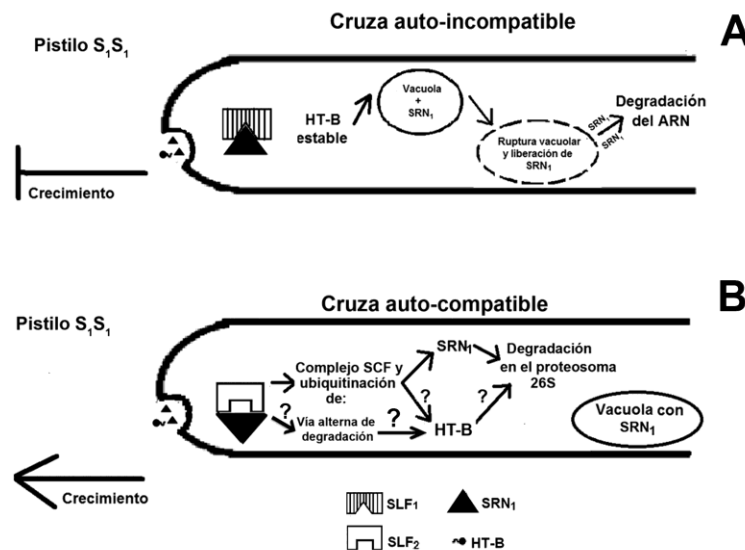 Cruza auto-incompatible
A
Pistilo S₁S₁
Vacuola
+
SRN₁
HT-B
estable
Degradación
del ARN
SRN₁
SRN₁
Ruptura vacuolar
y liberación de
SRN₁
Crecimiento
B
Cruza auto-compatible
Pistilo S₁S₁
SRN₁
Degradación
en el proteosoma
26S
Complejo SCF y
ubiquitinación
de:
?
?
?
?
Vía alterna de
degradación
HT-B
Vacuola con
SRN₁
Crecimiento
SLF₁
SRN₁
SLF₂
HT-B